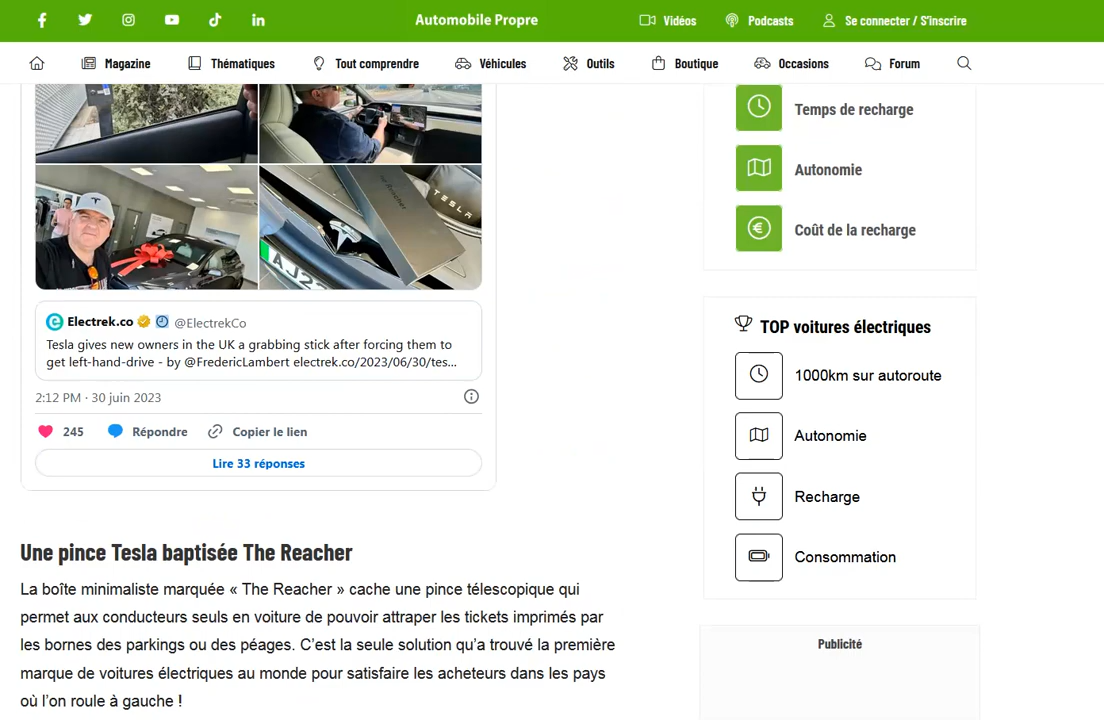 Automobile Propre
Vidéos
Podcasts
Se connecter / S'inscrire
Magazine
Thématiques
Tout comprendre
Véhicules
Outils
Boutique
Occasions
Forum
The Reacher
TESLA
AJ23
Electrek.co @ElectrekCo
Tesla gives new owners in the UK a grabbing stick after forcing them to
get left-hand-drive - by @FredericLambert electrek.co/2023/06/30/tes...
2:12 PM · 30 juin 2023
245
Répondre
Copier le lien
Lire 33 réponses
Une pince Tesla baptisée The Reacher
La boîte minimaliste marquée « The Reacher » cache une pince télescopique qui
permet aux conducteurs seuls en voiture de pouvoir attraper les tickets imprimés par
les bornes des parkings ou des péages. C'est la seule solution qu'a trouvé la première
marque de voitures électriques au monde pour satisfaire les acheteurs dans les pays
où l'on roule à gauche !
Temps de recharge
Autonomie
Coût de la recharge
TOP voitures électriques
1000km sur autoroute
Autonomie
Recharge
Consommation
Publicité